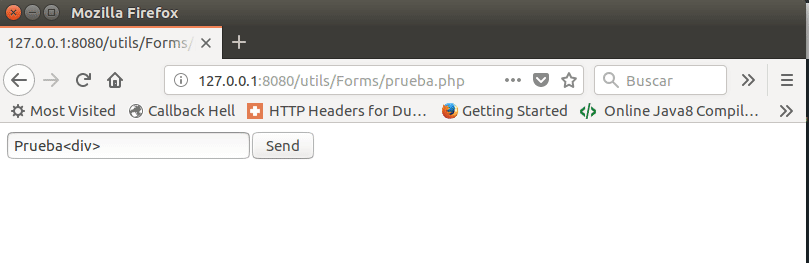 Mozilla Firefox
127.0.0.1:8080/utils/Forms/
127.0.0.1:8080/utils/Forms/prueba.php
Buscar
Most Visited Callback Hell HTTP Headers for Du… Getting Started Online Java8 Compil…
Prueba<div> Send